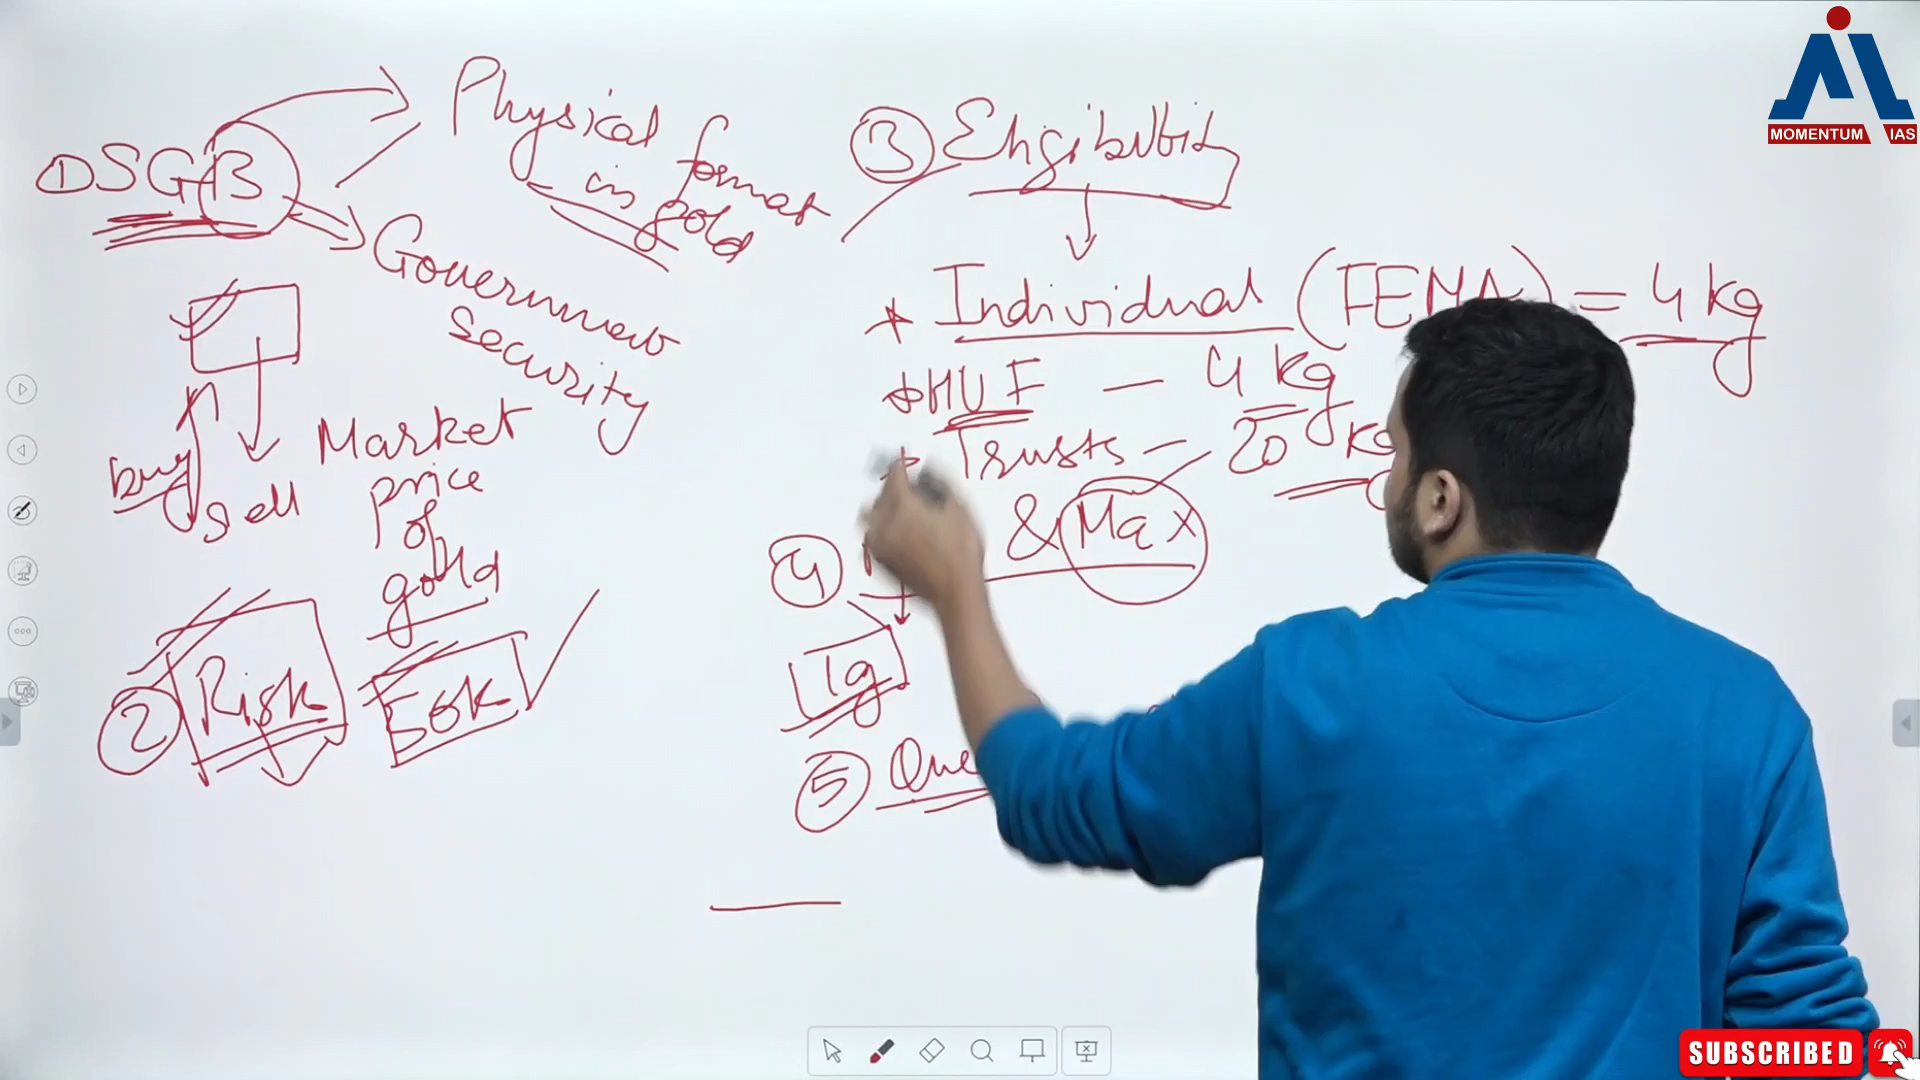 ① SGB
Physical
format
in
gold
Government
security
buy
sell
Market
price
of
gold
② Risk
50k
③ Eligibility
* Individual (FEMA) = 4 kg
* HUF — 4 kg
* Trusts — 20 kg
④ & Max
1g
⑤
MOMENTUM IAS
SUBSCRIBED